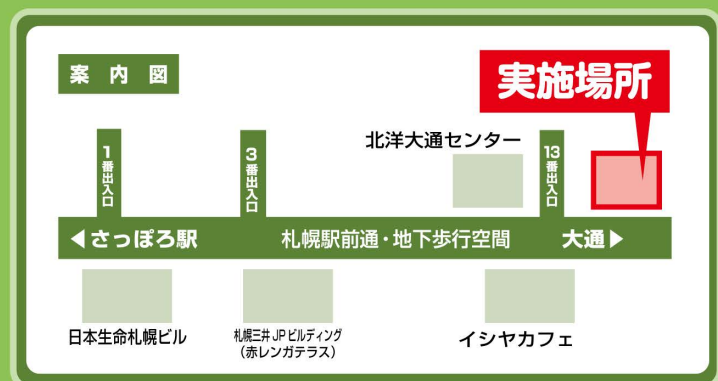 案内図
実施場所
北洋大通センター
1番出入口
3番出入口
13番出入口
◀さっぽろ駅
札幌駅前通・地下歩行空間
大通▶
日本生命札幌ビル
札幌三井JPビルディング
(赤レンガテラス)
イシヤカフェ